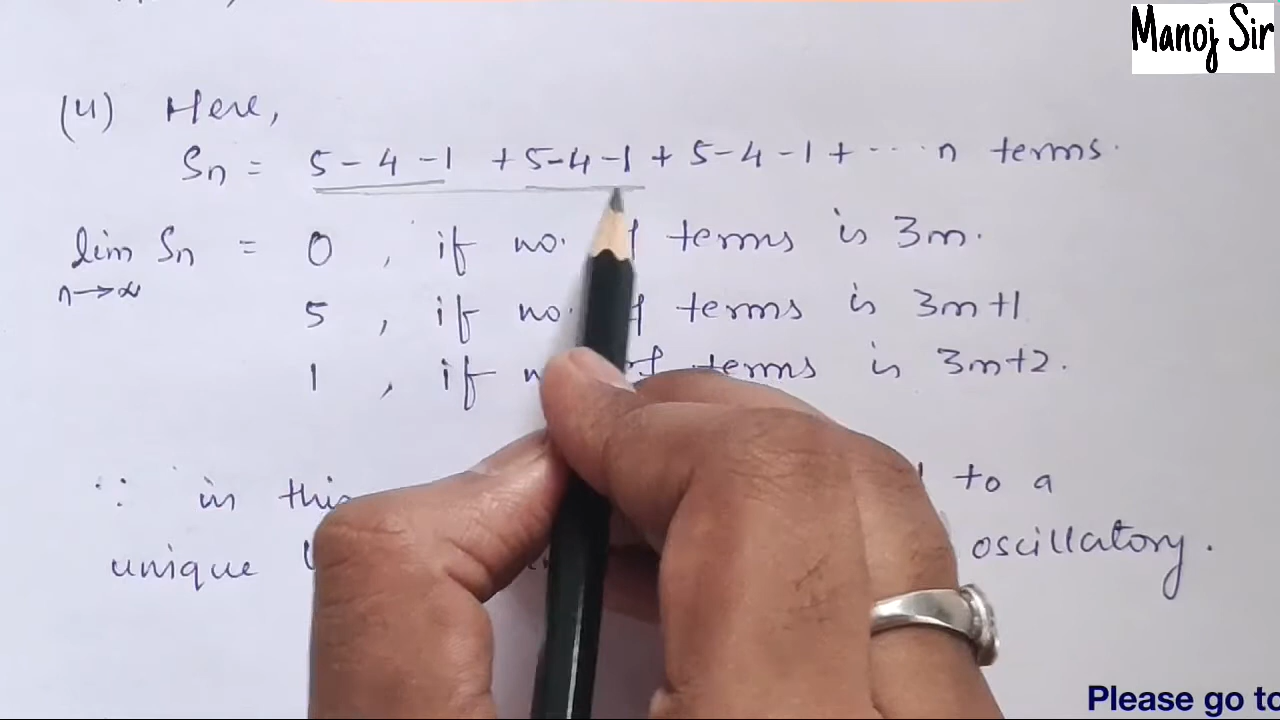 Manoj Sir
(4) Here,
Sn = 5-4-1 + 5-4-1 + 5-4-1 + ... n terms.
lim Sn = 0, if no. terms is 3m.
n→∞
5, if no. terms is 3m+1
1, if of terms is 3m+2.
∵ in this to a
unique oscillatory.
Please go to